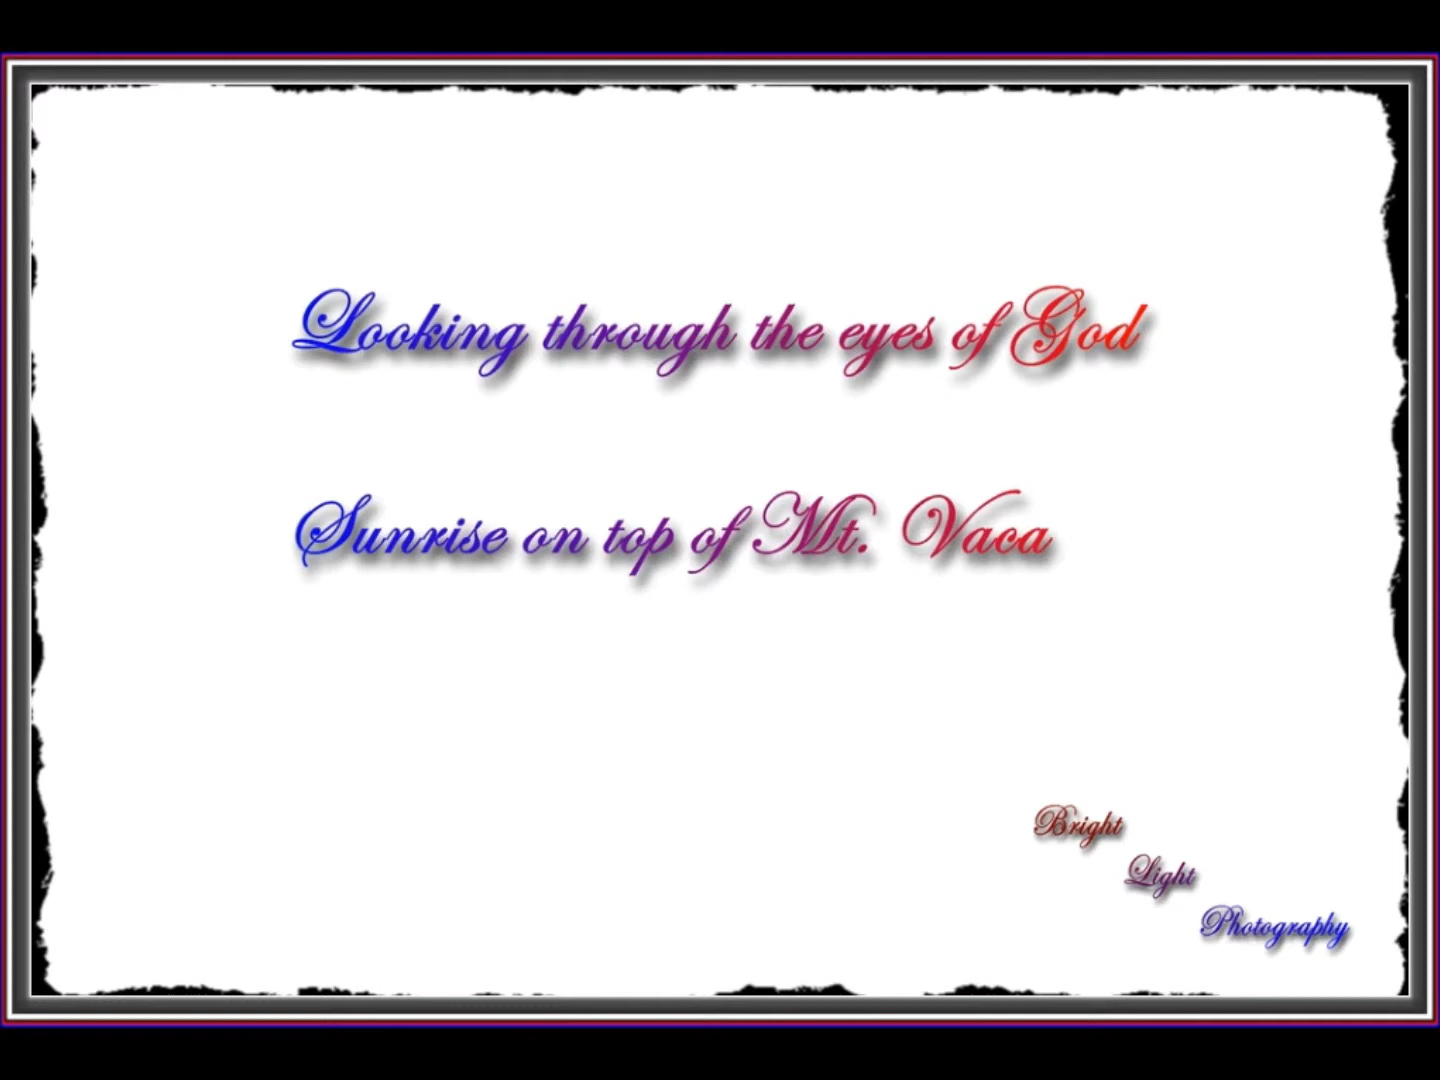 Looking through the eyes of God
Sunrise on top of Mt. Vaca
Bright
Light
Photography